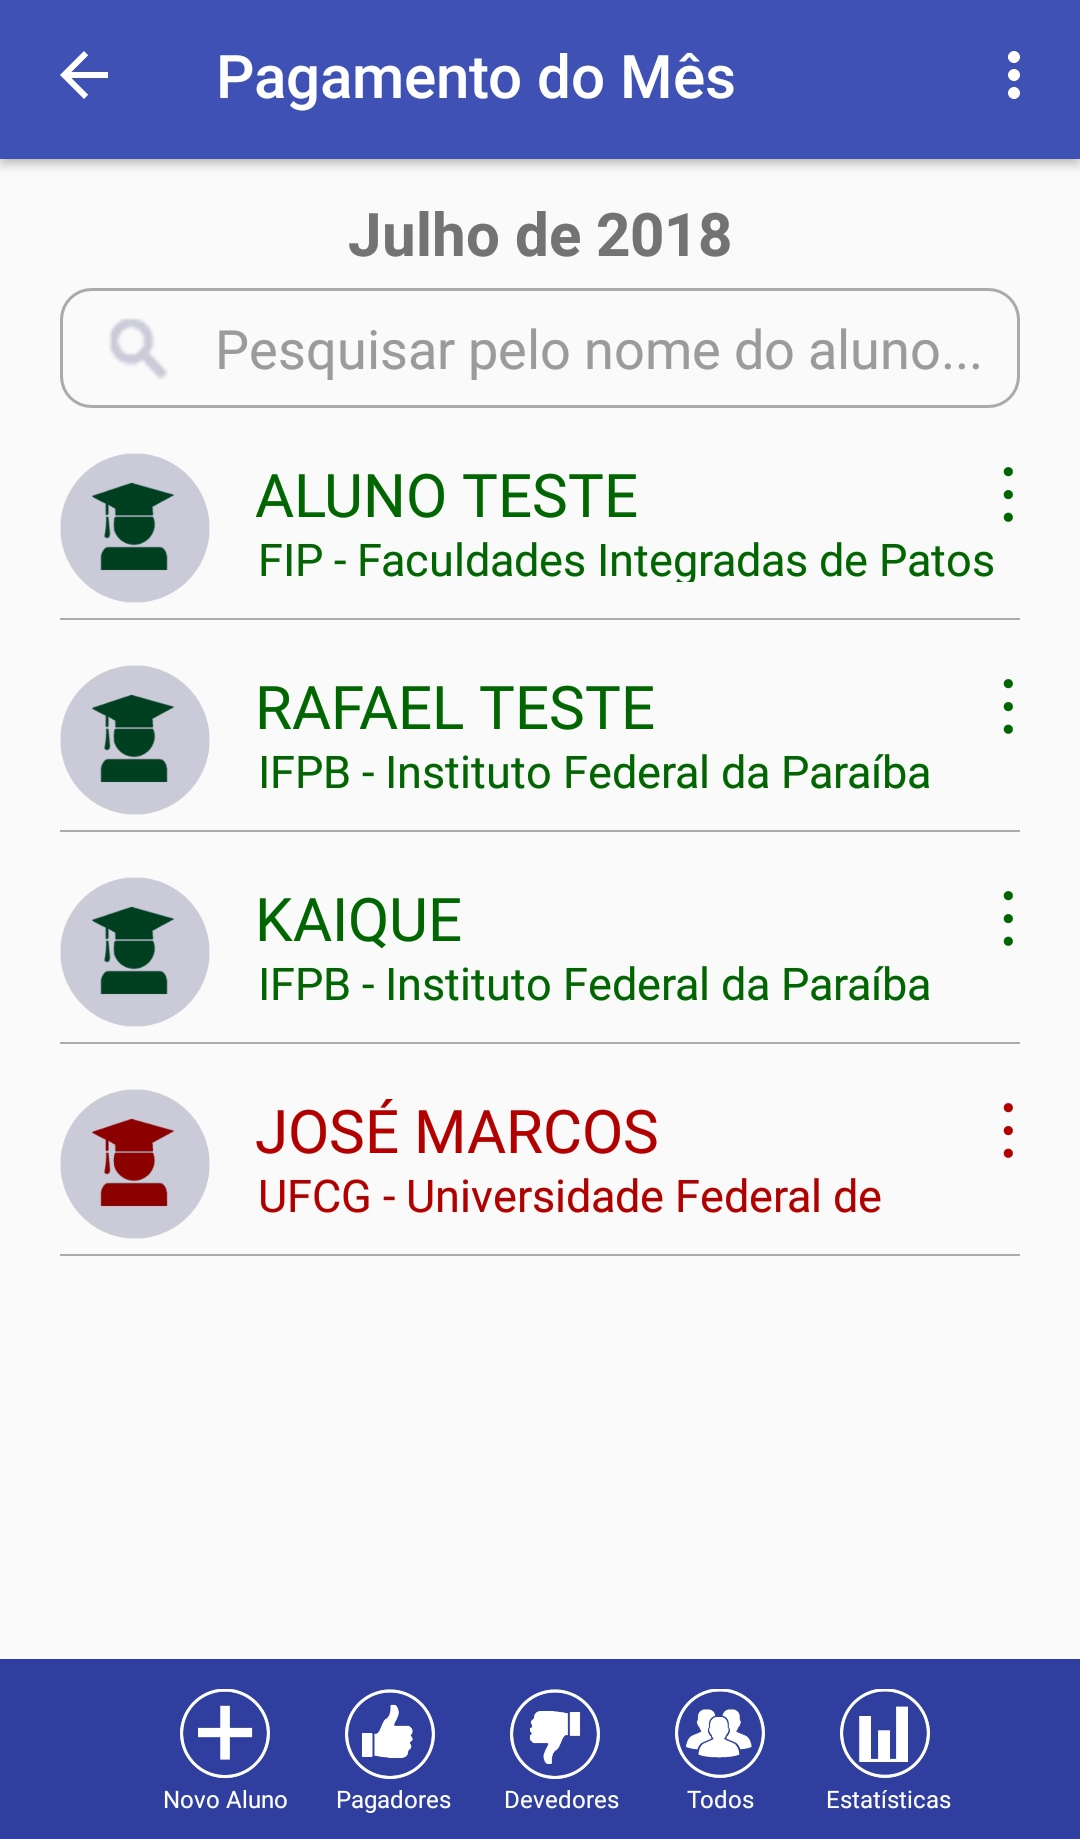 Pagamento do Mês
Julho de 2018
Pesquisar pelo nome do aluno...
ALUNO TESTE
FIP - Faculdades Integradas de Patos
RAFAEL TESTE
IFPB - Instituto Federal da Paraíba
KAIQUE
IFPB - Instituto Federal da Paraíba
JOSÉ MARCOS
UFCG - Universidade Federal de
Novo Aluno
Pagadores
Devedores
Todos
Estatísticas